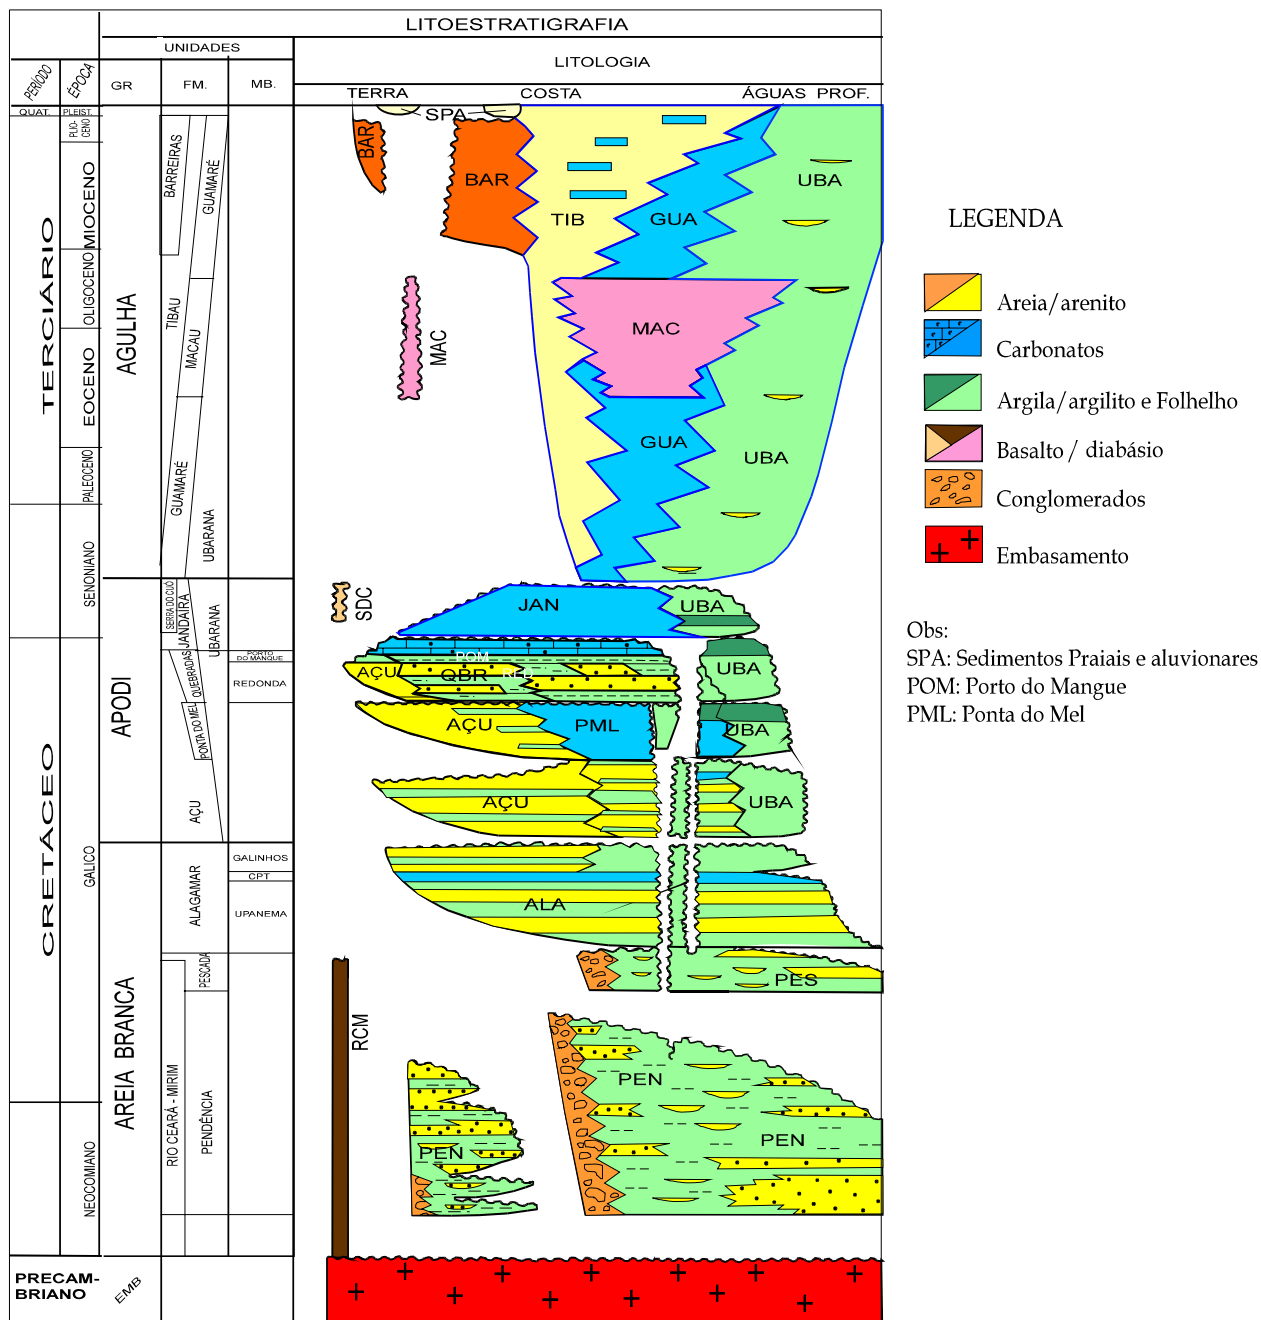 LITOESTRATIGRAFIA
UNIDADES
LITOLOGIA
PERÍODO
ÉPOCA
GR
FM.
MB.
TERRA
COSTA
ÁGUAS PROF.
QUAT.
PLEIST.
SPA
PLIO-
CENO
MIOCENO
OLIGOCENO
EOCENO
PALEOCENO
TERCIÁRIO
AGULHA
BARREIRAS
GUAMARÉ
TIBAU
MACAU
GUAMARÉ
UBARANA
BAR
BAR
TIB
GUA
UBA
MAC
MAC
GUA
UBA
LEGENDA
Areia/arenito
Carbonatos
Argila/argilito e Folhelho
Basalto / diabásio
Conglomerados
Embasamento
Obs:
SPA: Sedimentos Praiais e aluvionares
POM: Porto do Mangue
PML: Ponta do Mel
CRETÁCEO
SENONIANO
GÁLICO
NEOCOMIANO
APODI
SERRA DO CUÓ
JANDAÍRA
UBARANA
QUEBRADAS
PONTA DO MEL
AÇU
PORTO
DO MANQUE
REDONDA
SDC
JAN
UBA
POM
AÇU
QBR
RED
UBA
AÇU
PML
UBA
AÇU
UBA
AREIA BRANCA
ALAGAMAR
GALINHOS
CPT
UPANEMA
ALA
PESCADA
PES
RIO CEARÁ - MIRIM
PENDÊNCIA
RCM
PEN
PEN
PEN
PRECAM-
BRIANO
EMB